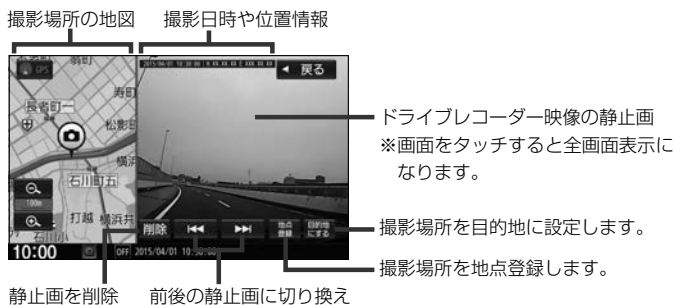 撮影場所の地図
撮影日時や位置情報
GPS
2015/04/01 10:30:00
戻る
長者町一
寿町
松影
横浜
石川町五
打越
横浜共
石川
100m
削除
地点
登録
目的地
にする
10:00
OFF
2015/04/01 10:30:00
ドライブレコーダー映像の静止画
※画面をタッチすると全画面表示に
なります。
撮影場所を目的地に設定します。
撮影場所を地点登録します。
静止画を削除
前後の静止画に切り換え